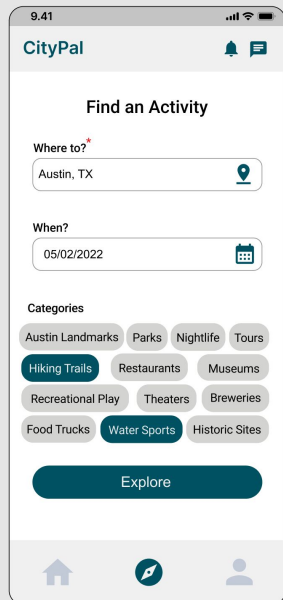 9.41
CityPal
Find an Activity
Where to?*
Austin, TX
When?
05/02/2022
Categories
Austin Landmarks Parks Nightlife Tours
Hiking Trails Restaurants Museums
Recreational Play Theaters Breweries
Food Trucks Water Sports Historic Sites
Explore